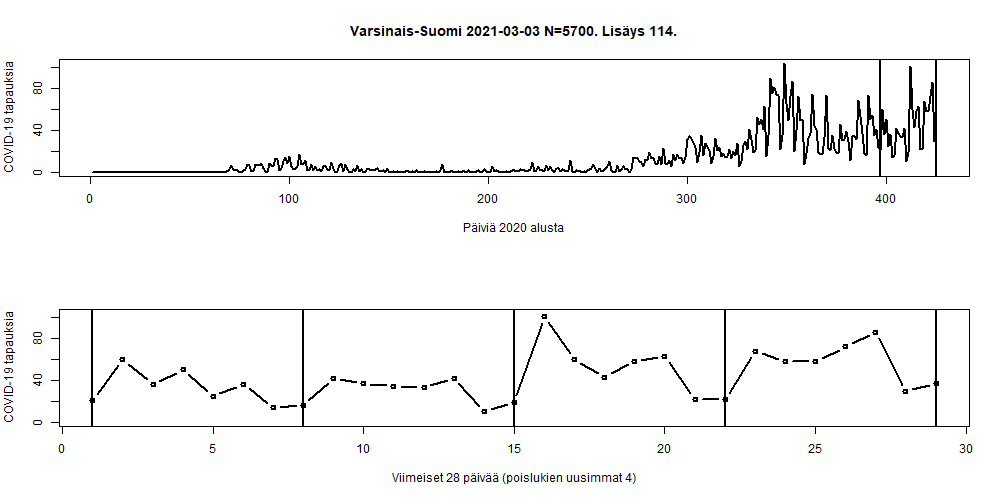 Varsinais-Suomi 2021-03-03 N=5700. Lisäys 114.
COVID-19 tapauksia
0 40 80
0 100 200 300 400
Päiviä 2020 alusta
COVID-19 tapauksia
0 40 80
0 5 10 15 20 25 30
Viimeiset 28 päivää (poislukien uusimmat 4)